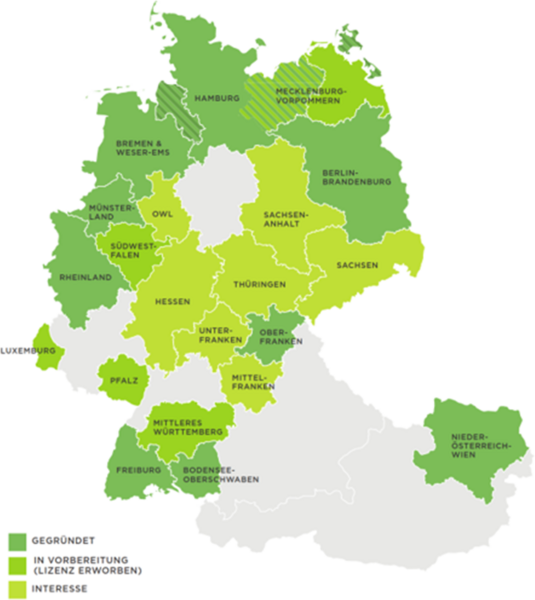 HAMBURG
MECKLENBURG-
VORPOMMERN
BREMEN &
WESER-EMS
BERLIN-
BRANDENBURG
MÜNSTER-
LAND
OWL
SACHSEN-
ANHALT
SÜDWEST-
FALEN
SACHSEN
RHEINLAND
THÜRINGEN
HESSEN
UNTER-
FRANKEN
OBER-
FRANKEN
LUXEMBURG
PFALZ
MITTEL-
FRANKEN
MITTLERES
WÜRTTEMBERG
NIEDER-
ÖSTERREICH-
WIEN
FREIBURG
BODENSEE-
OBERSCHWABEN
GEGRÜNDET
IN VORBEREITUNG
(LIZENZ ERWORBEN)
INTERESSE